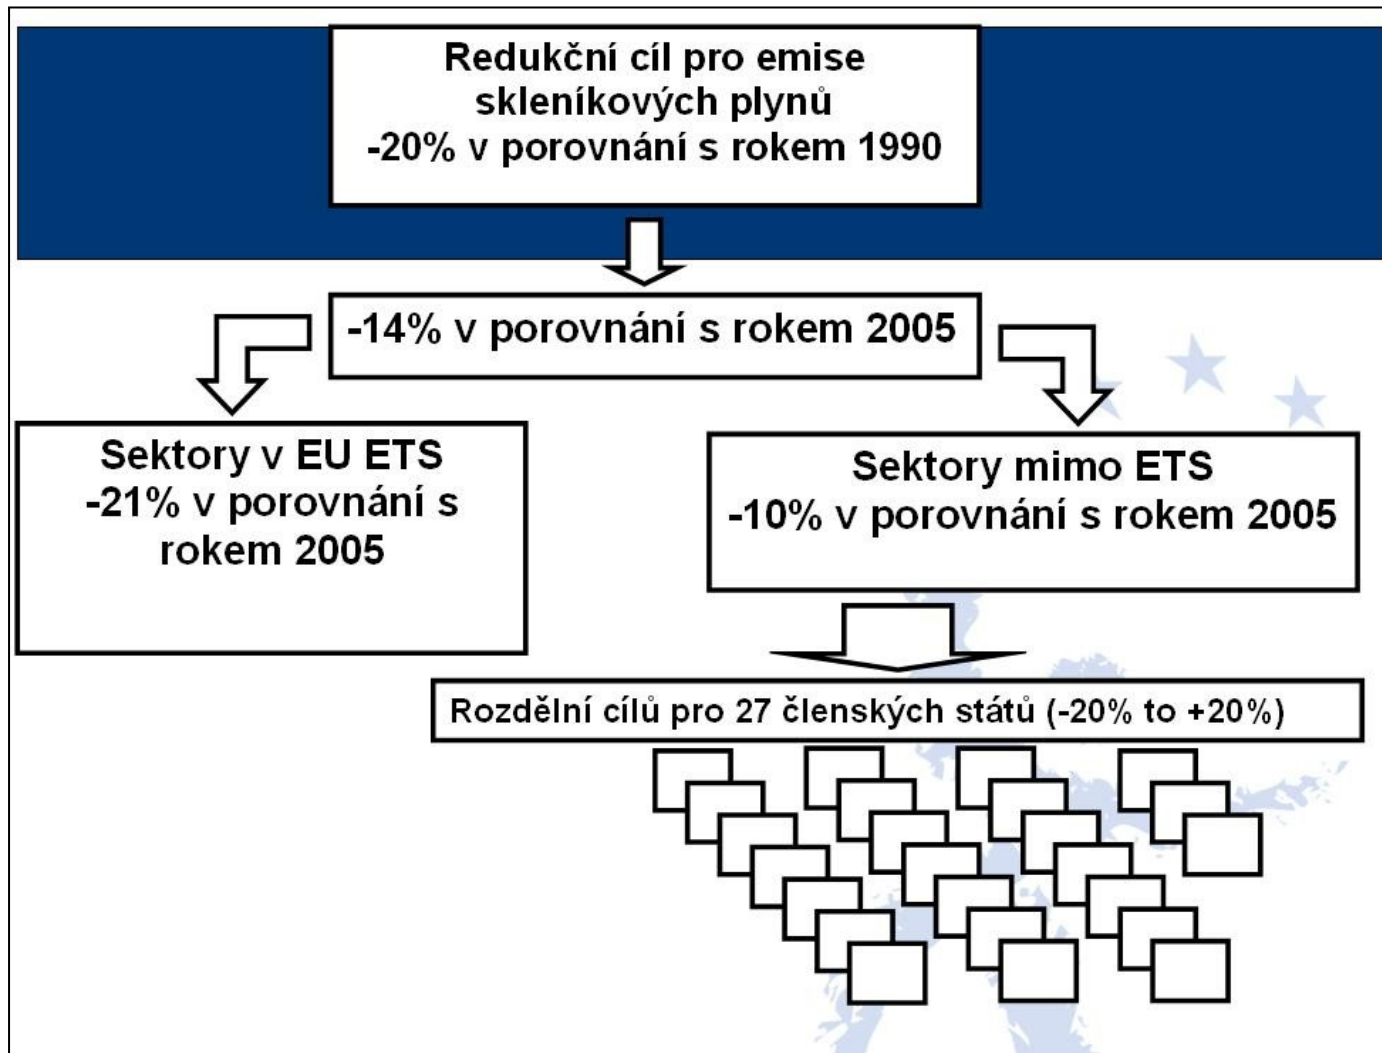 Redukční cíl pro emise
skleníkových plynů
-20% v porovnání s rokem 1990
-14% v porovnání s rokem 2005
Sektory v EU ETS
-21% v porovnání s
rokem 2005
Sektory mimo ETS
-10% v porovnání s rokem 2005
Rozdělní cílů pro 27 členských států (-20% to +20%)